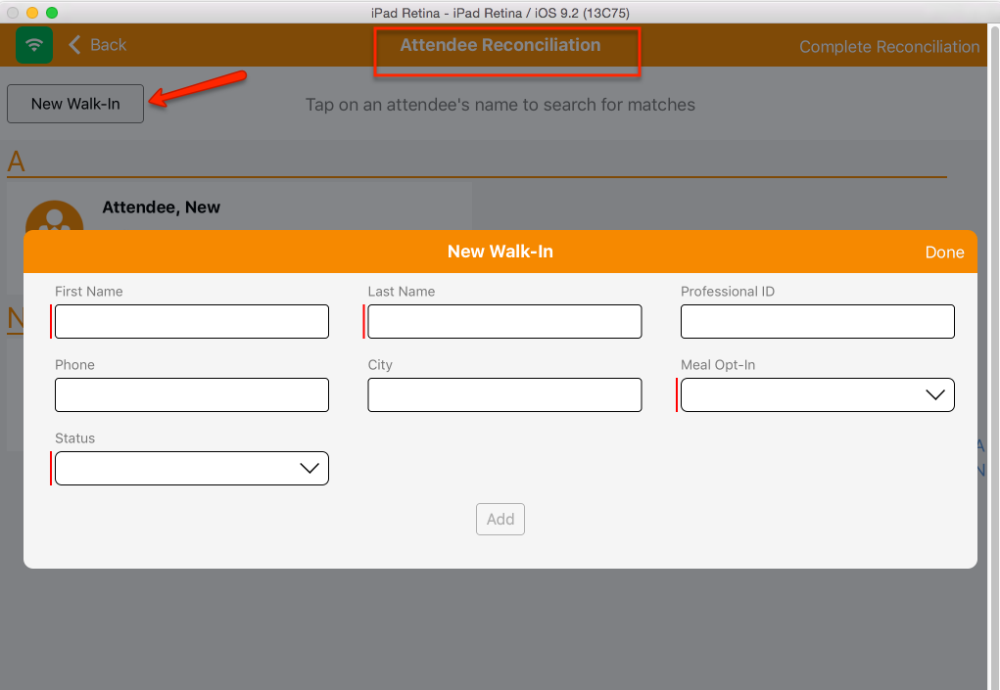 iPad Retina - iPad Retina / iOS 9.2 (13C75)
Back
Attendee Reconciliation
Complete Reconciliation
New Walk-In
Tap on an attendee's name to search for matches
A
Attendee, New
New Walk-In
Done
First Name
Last Name
Professional ID
N
Phone
City
Meal Opt-In
Status
A
N
Add